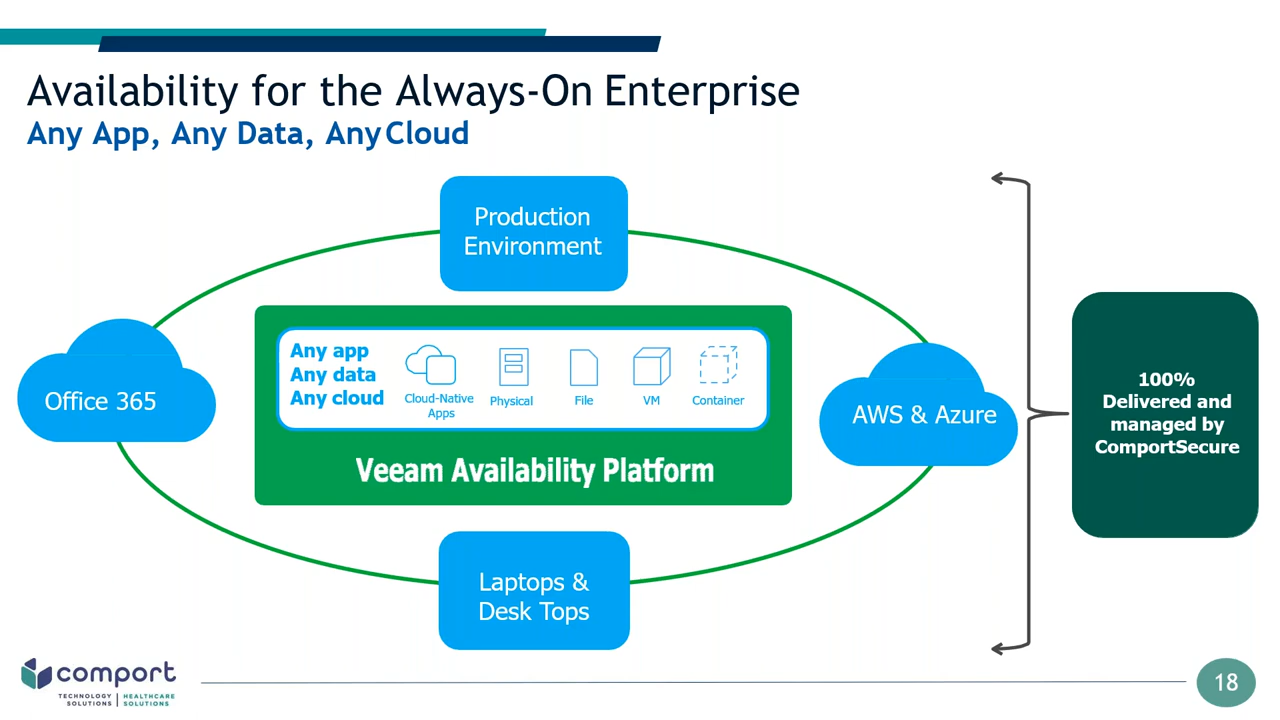 Availability for the Always-On Enterprise
Any App, Any Data, Any Cloud
Production
Environment
Office 365
Any app
Any data
Any cloud
Cloud-Native
Apps
Physical
File
VM
Container
Veeam Availability Platform
AWS & Azure
Laptops &
Desk Tops
100%
Delivered and
managed by
ComportSecure
comport
TECHNOLOGY
SOLUTIONS
HEALTHCARE
SOLUTIONS
18